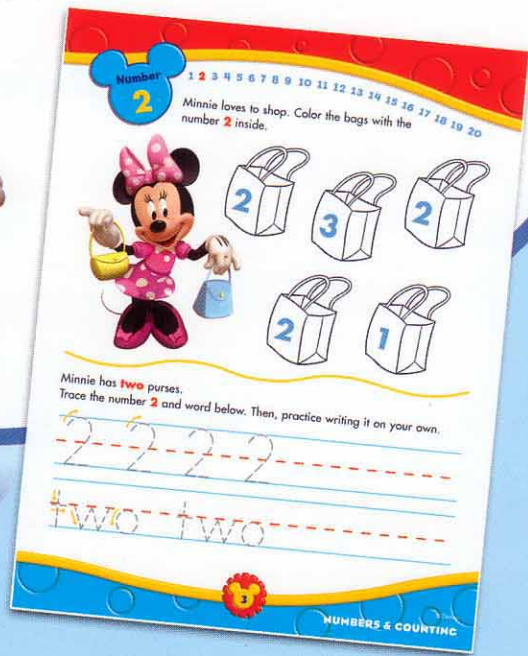 Number
2
1 2 3 4 5 6 7 8 9 10 11 12 13 14 15 16 17 18 19 20
Minnie loves to shop. Color the bags with the
number 2 inside.
2 3 2
2 1
Minnie has two purses.
Trace the number 2 and word below. Then, practice writing it on your own.
2 2 2 2
two two
3
NUMBERS & COUNTING